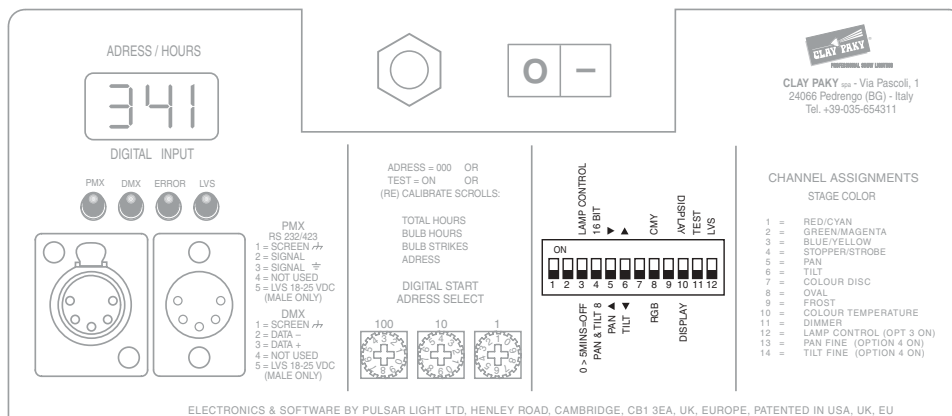 ADRESS / HOURS
341
DIGITAL INPUT
PMX DMX ERROR LVS
PMX
RS 232/423
1 = SCREEN
2 = SIGNAL
3 = SIGNAL
4 = NOT USED
5 = LVS 18-25 VDC
(MALE ONLY)
DMX
1 = SCREEN
2 = DATA –
3 = DATA +
4 = NOT USED
5 = LVS 18-25 VDC
(MALE ONLY)
O –
ADRESS = 000 OR
TEST = ON OR
(RE) CALIBRATE SCROLLS:
TOTAL HOURS
BULB HOURS
BULB STRIKES
ADRESS
DIGITAL START
ADRESS SELECT
100 10 1
LAMP CONTROL
16 BIT
▼
▲
CMY
DISPLAY
TEST
LVS
ON
1 2 3 4 5 6 7 8 9 10 11 12
0 > 5MINS=OFF
PAN & TILT 8
PAN ▲
TILT ▼
RGB
DISPLAY
CLAY PAKY
PROFESSIONAL SHOW LIGHTING
CLAY PAKY spa - Via Pascoli, 1
24066 Pedrengo (BG) - Italy
Tel. +39-035-654311
CHANNEL ASSIGNMENTS
STAGE COLOR
1 = RED/CYAN
2 = GREEN/MAGENTA
3 = BLUE/YELLOW
4 = STOPPER/STROBE
5 = PAN
6 = TILT
7 = COLOUR DISC
8 = OVAL
9 = FROST
10 = COLOUR TEMPERATURE
11 = DIMMER
12 = LAMP CONTROL (OPT 3 ON)
13 = PAN FINE (OPTION 4 ON)
14 = TILT FINE (OPTION 4 ON)
ELECTRONICS & SOFTWARE BY PULSAR LIGHT LTD, HENLEY ROAD, CAMBRIDGE, CB1 3EA, UK, EUROPE, PATENTED IN USA, UK, EU